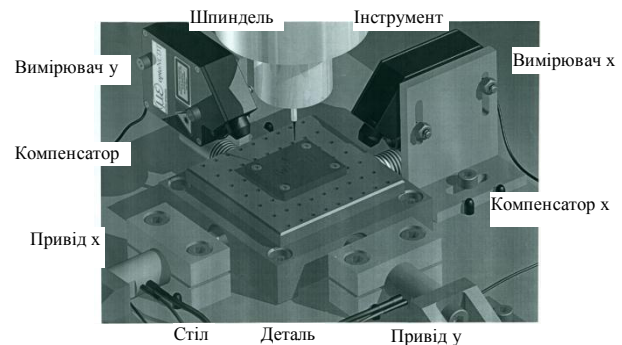 Шпиндель
Інструмент
Вимірювач y
Вимірювач x
Компенсатор
Компенсатор x
Привід x
Стіл
Деталь
Привід y